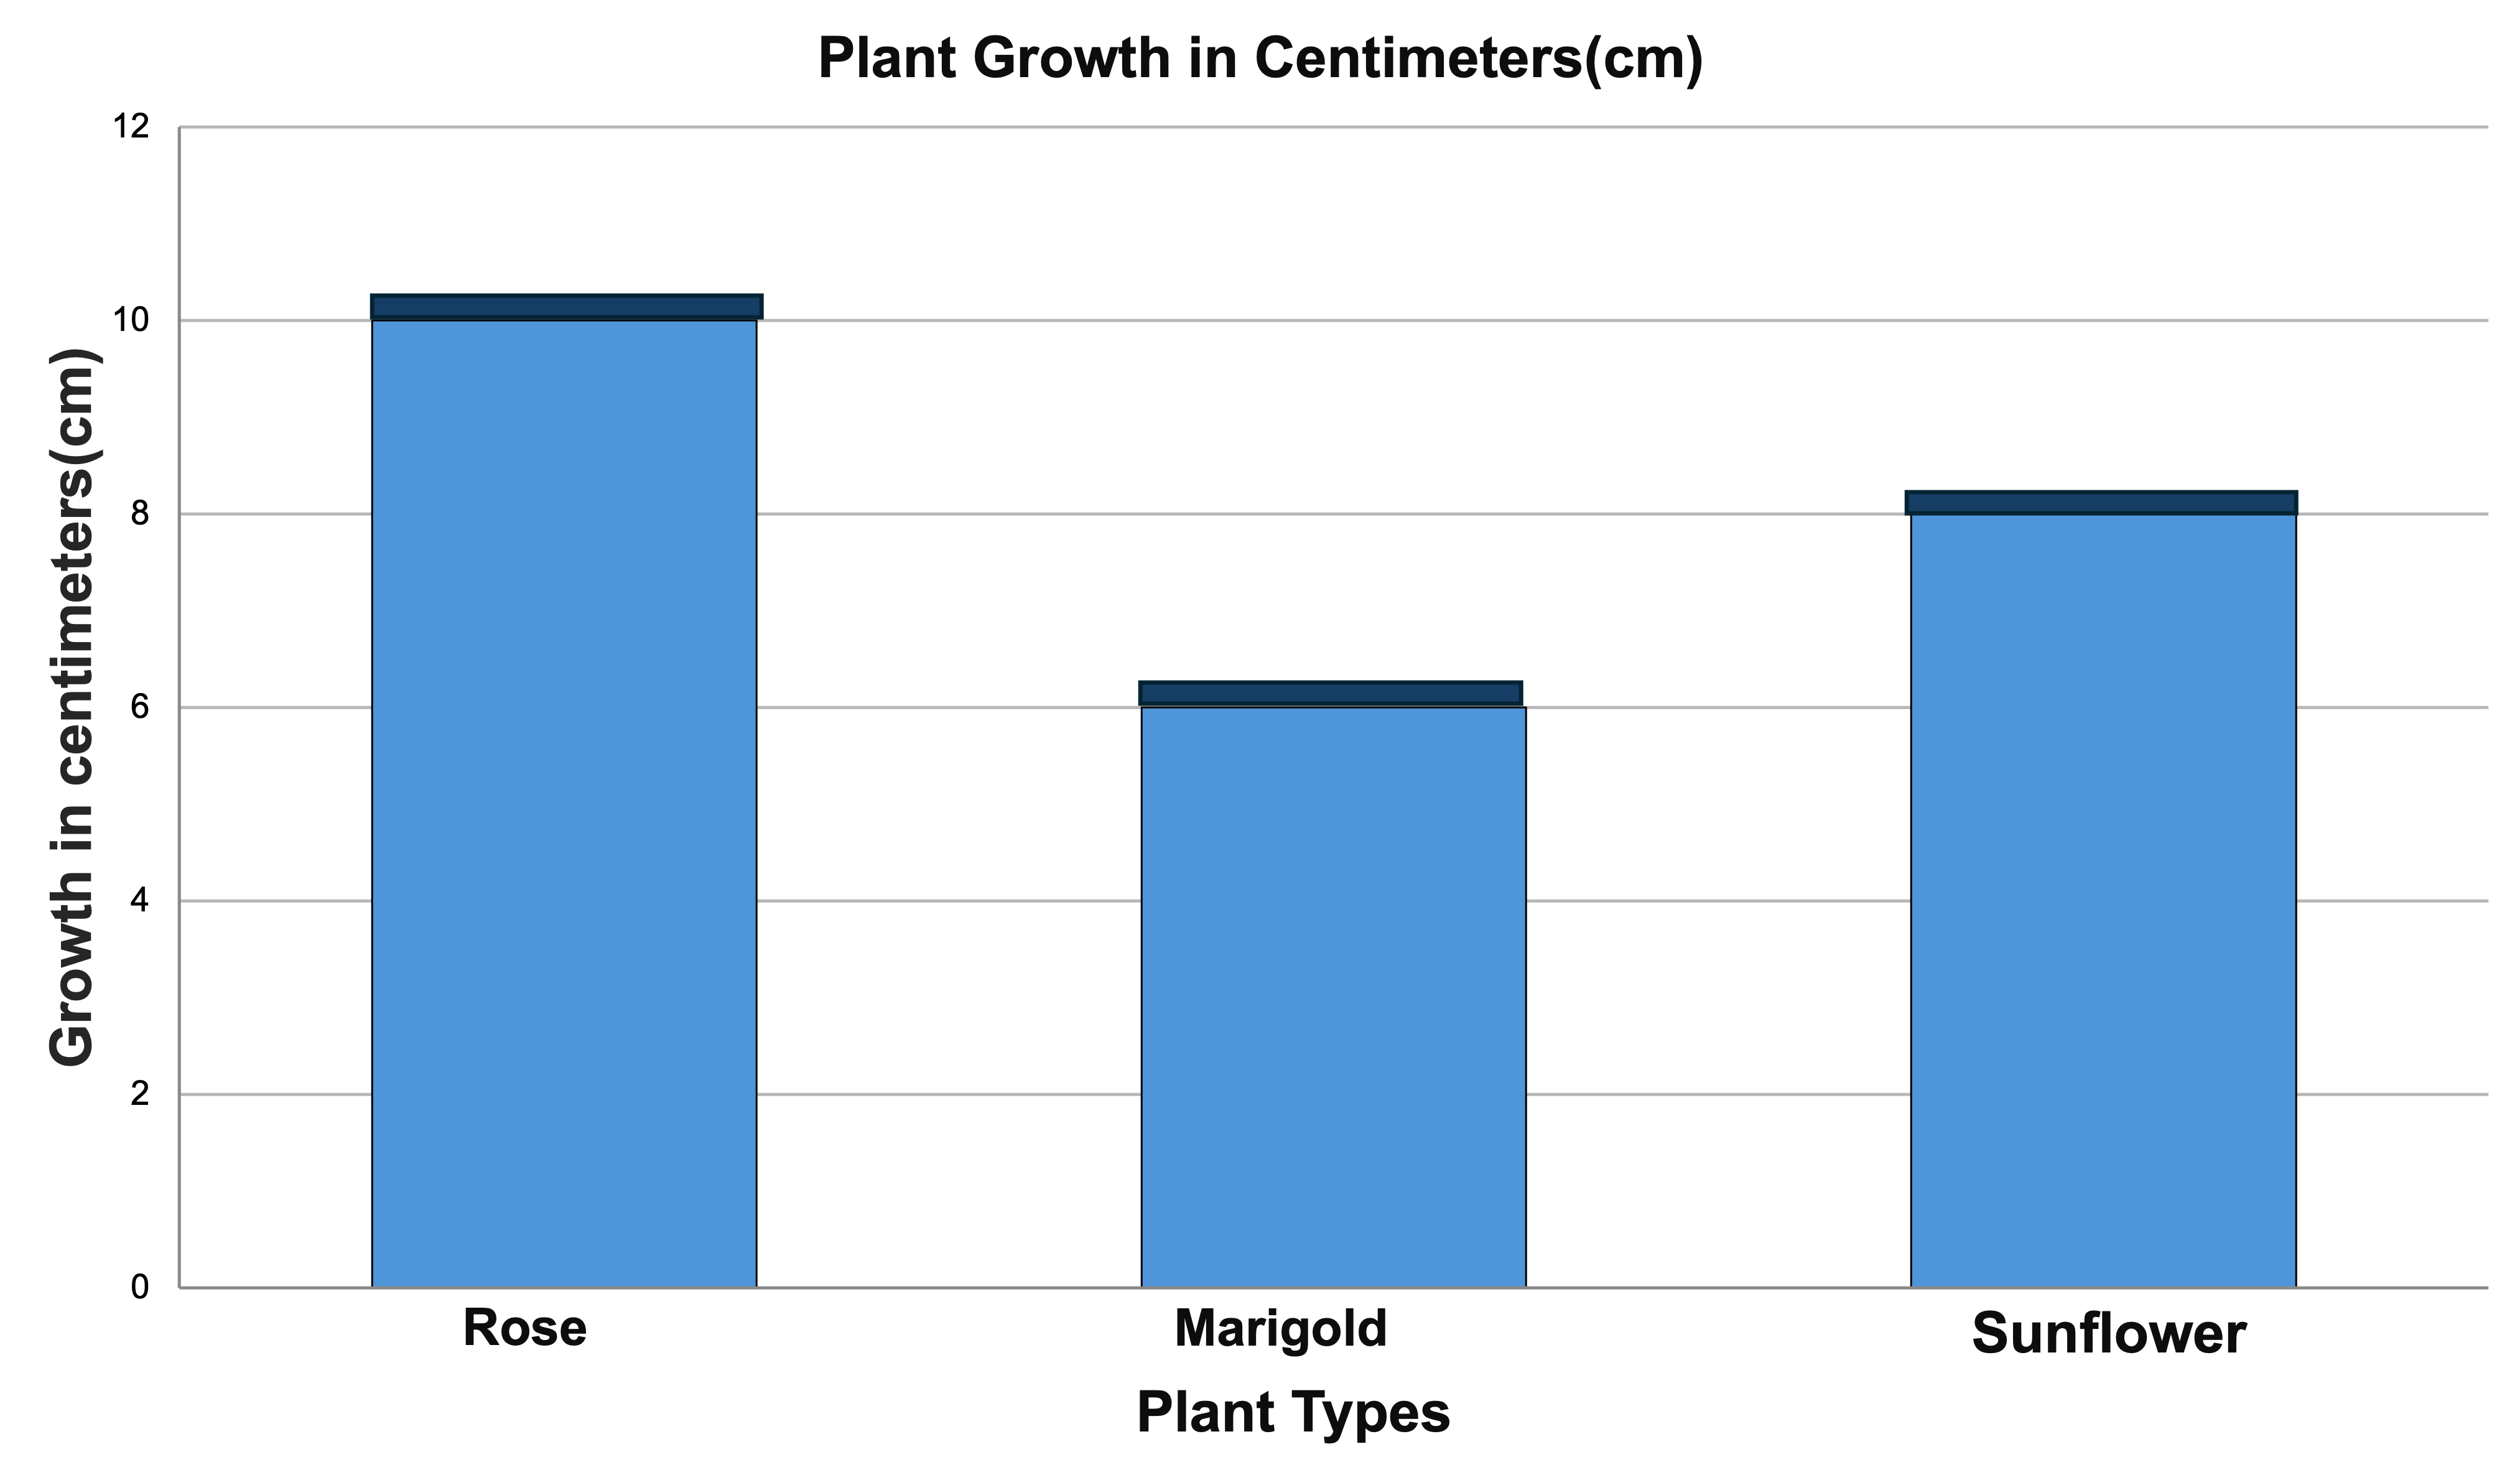 Plant Growth in Centimeters(cm)
Growth in centimeters(cm)
12
10
8
6
4
2
0
Rose
Marigold
Sunflower
Plant Types